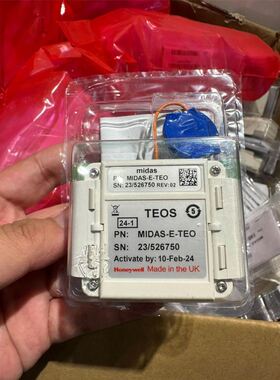 midas
PN: MIDAS-E-TEO
SN: 23/526750 REV: 02
TEOS 5
24-1
PN: MIDAS-E-TEO
SN: 23/526750
Activate by: 10-Feb-24
Honeywell Made in the UK